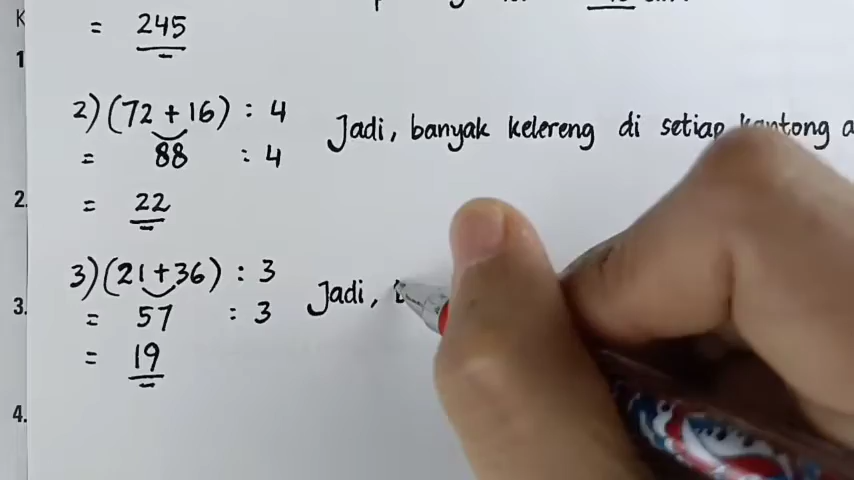 K
1
= 245
2) (72 + 16) : 4 Jadi, banyak kelereng di setiap kantong a
= 88 : 4
2.
= 22
3) (21 + 36) : 3
3.
= 57 : 3 Jadi,
= 19
4.